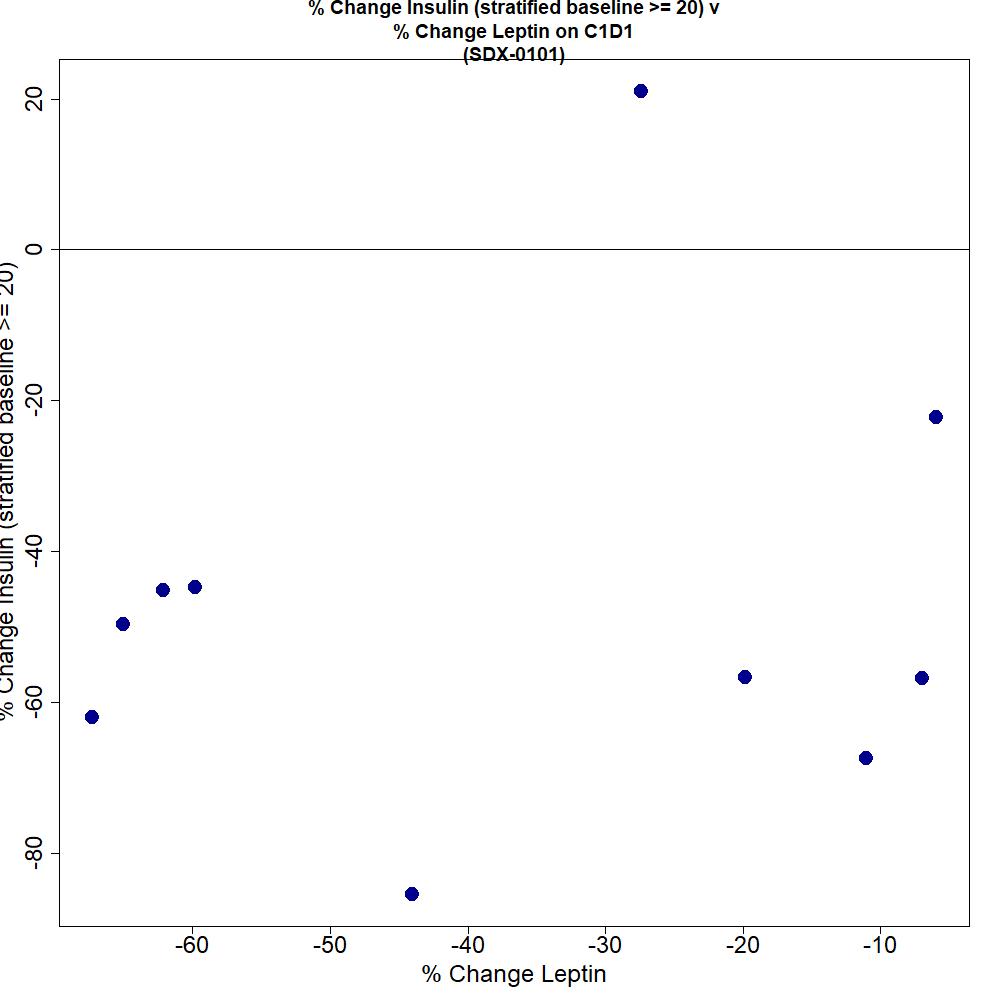 % Change Insulin (stratified baseline >= 20) v
% Change Leptin on C1D1
(SDX-0101)
% Change Insulin (stratified baseline >= 20)
20
0
-20
-40
-60
-80
-60
-50
-40
-30
-20
-10
% Change Leptin